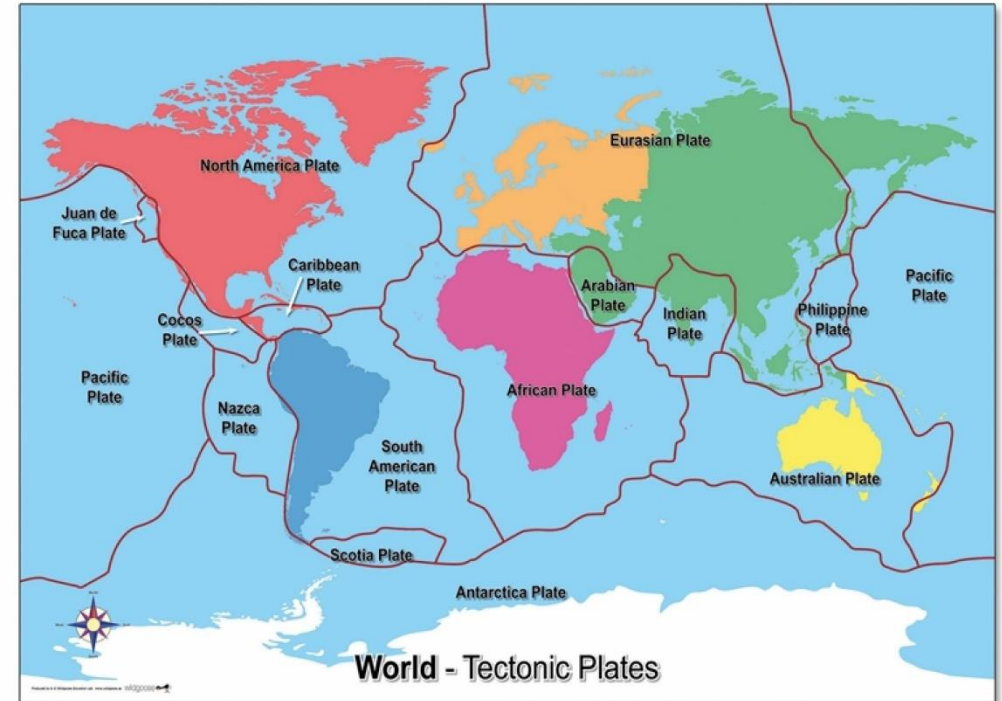 North America Plate
Eurasian Plate
Juan de
Fuca Plate
Caribbean
Plate
Arabian
Plate
Indian
Plate
Philippine
Plate
Pacific
Plate
Cocos
Plate
Pacific
Plate
Nazca
Plate
African Plate
South
American
Plate
Australian Plate
Scotia Plate
Antarctica Plate
World - Tectonic Plates
wildgoose